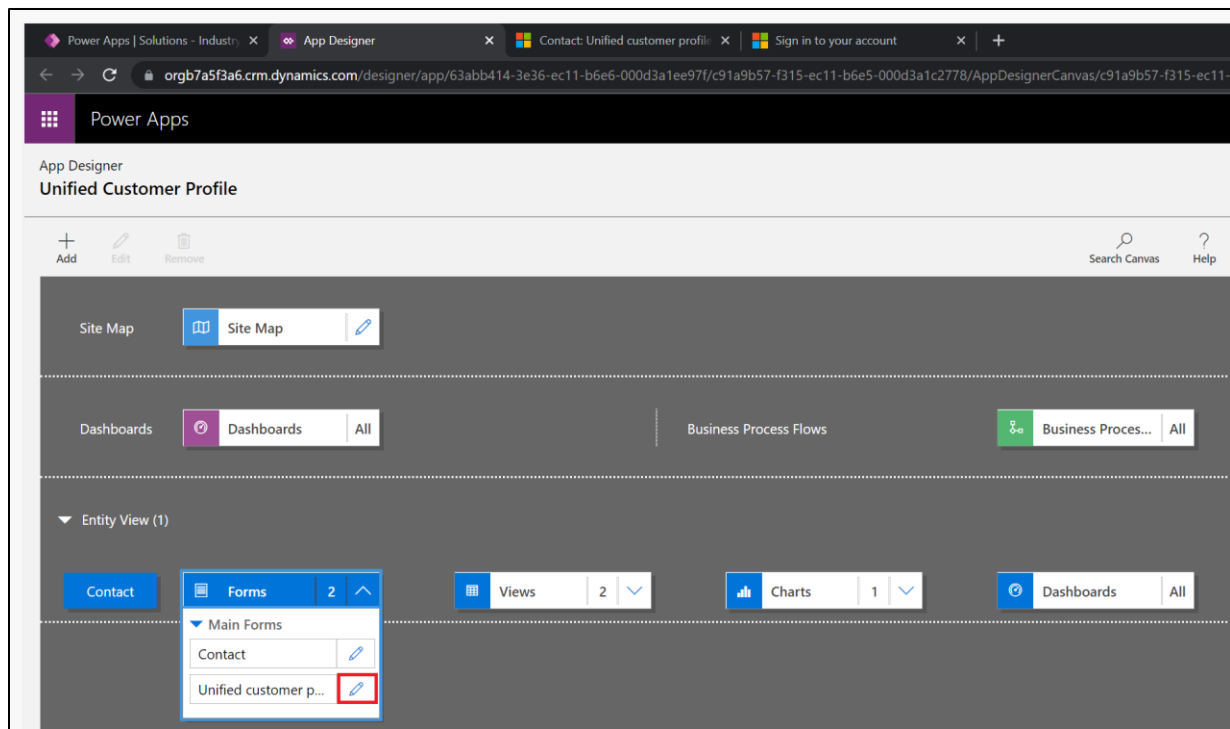 Power Apps | Solutions - Industry
App Designer
Contact: Unified customer profile
Sign in to your account
orgb7a5f3a6.crm.dynamics.com/designer/app/63abb414-3e36-ec11-b6e6-000d3a1ee97f/c91a9b57-f315-ec11-b6e5-000d3a1c2778/AppDesignerCanvas/c91a9b57-f315-ec11-
Power Apps
App Designer
Unified Customer Profile
Add
Edit
Remove
Search Canvas
Help
Site Map
Site Map
Dashboards
Dashboards
All
Business Process Flows
Business Proces...
All
Entity View (1)
Contact
Forms
2
Views
2
Charts
1
Dashboards
All
Main Forms
Contact
Unified customer p...